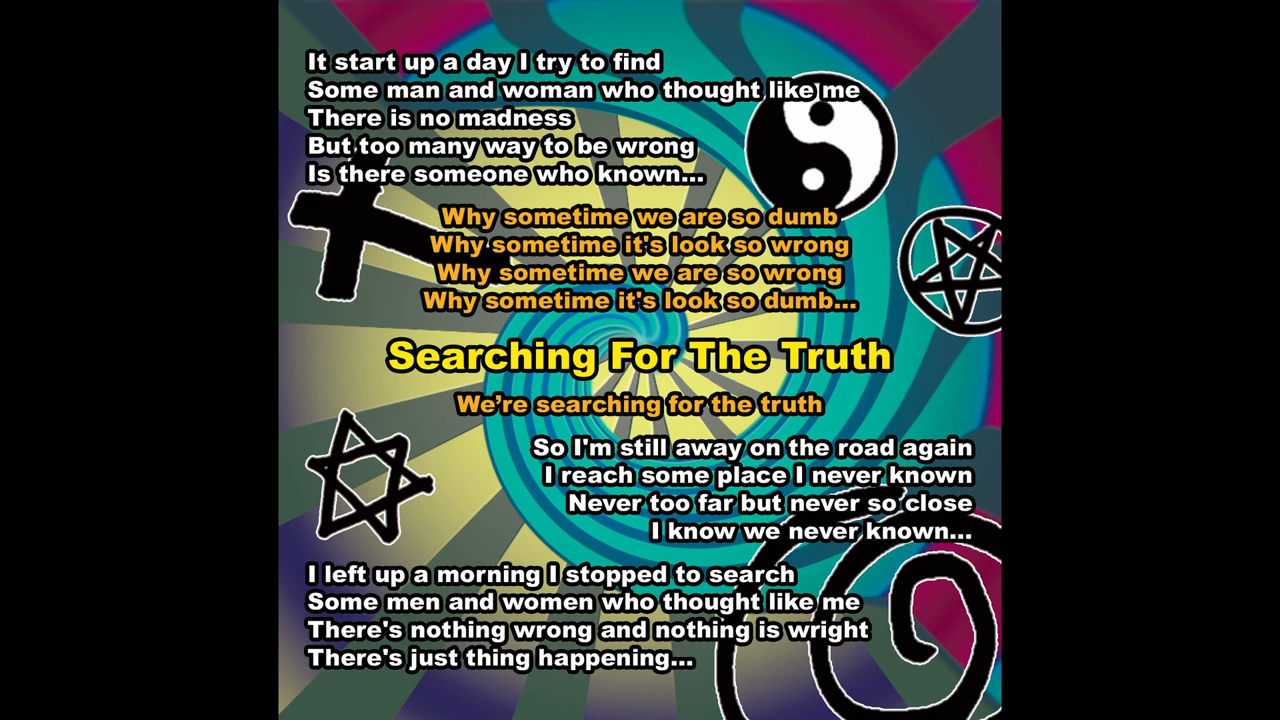 It start up a day I try to find
Some man and woman who thought like me
There is no madness
But too many way to be wrong
Is there someone who known...
Why sometime we are so dumb
Why sometime it's look so wrong
Why sometime we are so wrong
Why sometime it's look so dumb...
Searching For The Truth
We’re searching for the truth
So I'm still away on the road again
I reach some place I never known
Never too far but never so close
I know we never known...
I left up a morning I stopped to search
Some men and women who thought like me
There's nothing wrong and nothing is wright
There's just thing happening...